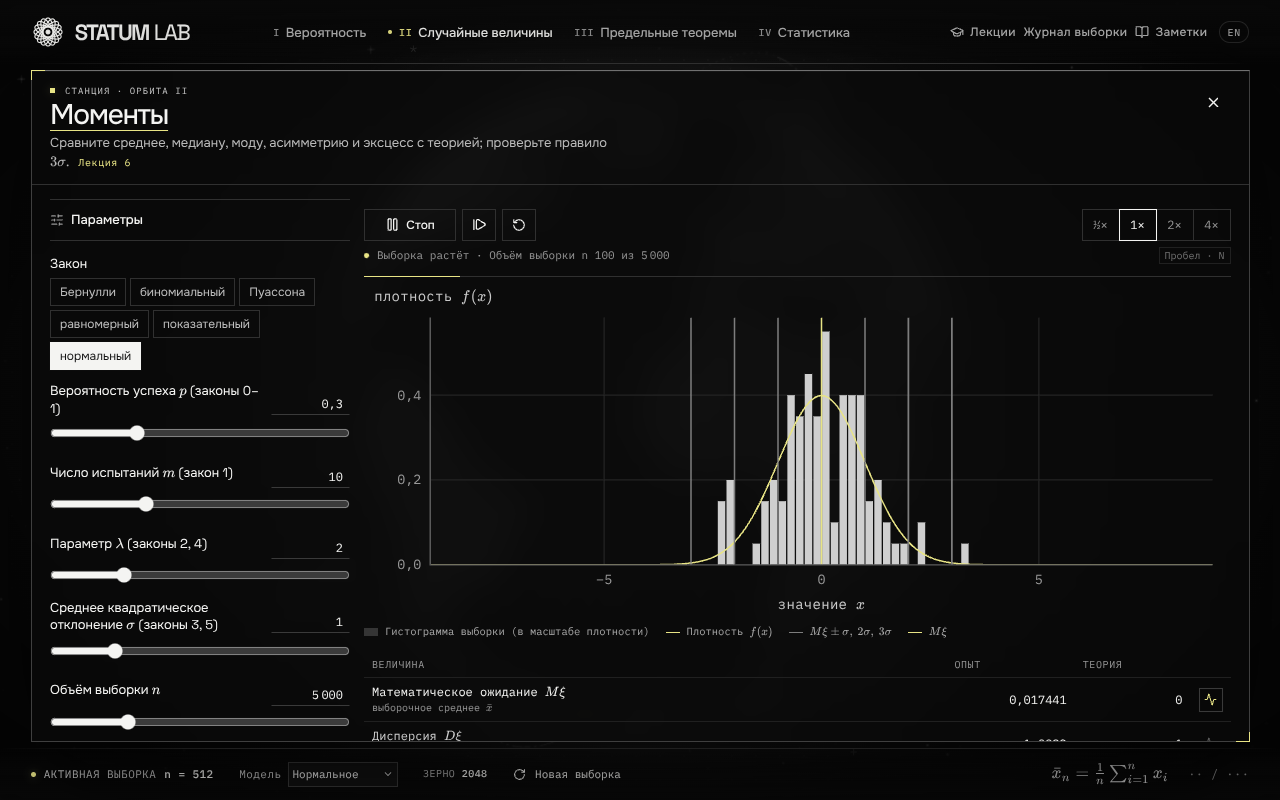 STATUM LAB
I Вероятность
II Случайные величины
III Предельные теоремы
IV Статистика
Лекции
Журнал выборки
Заметки
EN
СТАНЦИЯ · ОРБИТА II
Моменты
Сравните среднее, медиану, моду, асимметрию и эксцесс с теорией; проверьте правило
3σ. Лекция 6
Параметры
Закон
Бернулли
биномиальный
Пуассона
равномерный
показательный
нормальный
Вероятность успеха p (законы 0–
1)
0,3
Число испытаний m (закон 1)
10
Параметр λ (законы 2, 4)
2
Среднее квадратическое
отклонение σ (законы 3, 5)
1
Объём выборки n
5 000
Стоп
½× 1× 2× 4×
Выборка растёт · Объём выборки n 100 из 5 000
Пробел · N
плотность f(x)
0,4
0,2
0,0
−5 0 5
значение x
Гистограмма выборки (в масштабе плотности)
Плотность f(x)
Mξ ± σ, 2σ, 3σ
Mξ
ВЕЛИЧИНА ОПЫТ ТЕОРИЯ
Математическое ожидание Mξ
выборочное среднее x̄
0,017441 0
Дисперсия Dξ
АКТИВНАЯ ВЫБОРКА n = 512
Модель Нормальное
ЗЕРНО 2048
Новая выборка
x̄ₙ = 1/n ∑ⁿᵢ₌₁ xᵢ
·· / ···